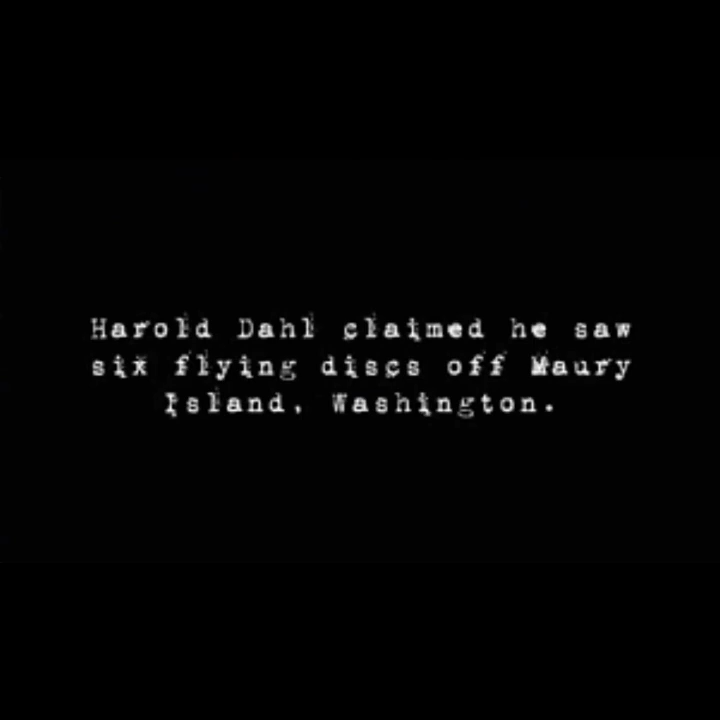 Harold Dahl claimed he saw
six flying discs off Maury
Island, Washington.